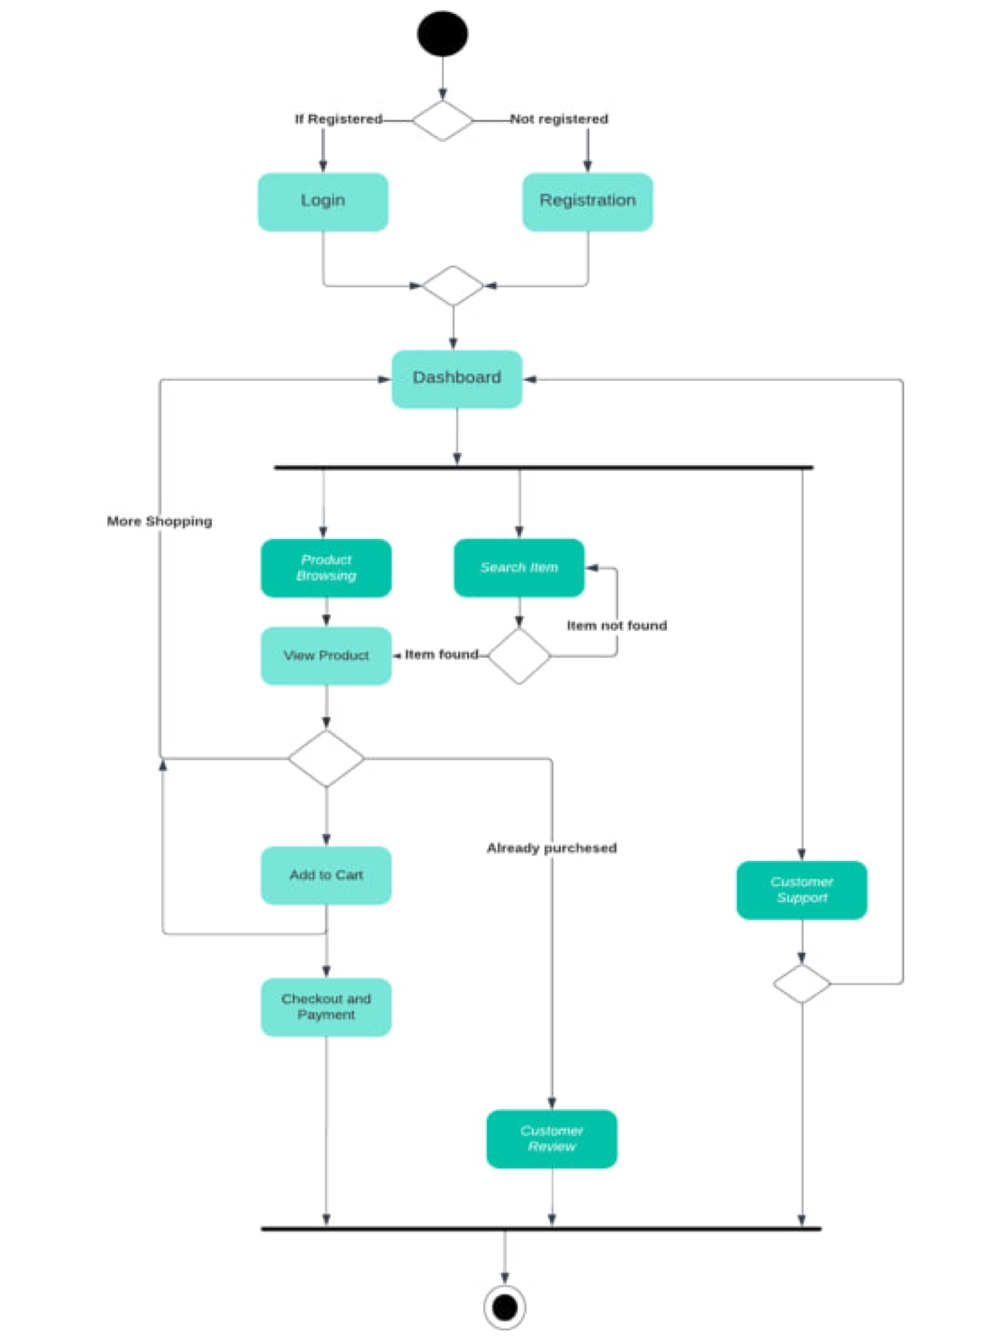 If Registered
Not registered
Login
Registration
Dashboard
More Shopping
Product
Browsing
Search Item
Item not found
View Product
Item found
Already purchesed
Add to Cart
Customer
Support
Checkout and
Payment
Customer
Review